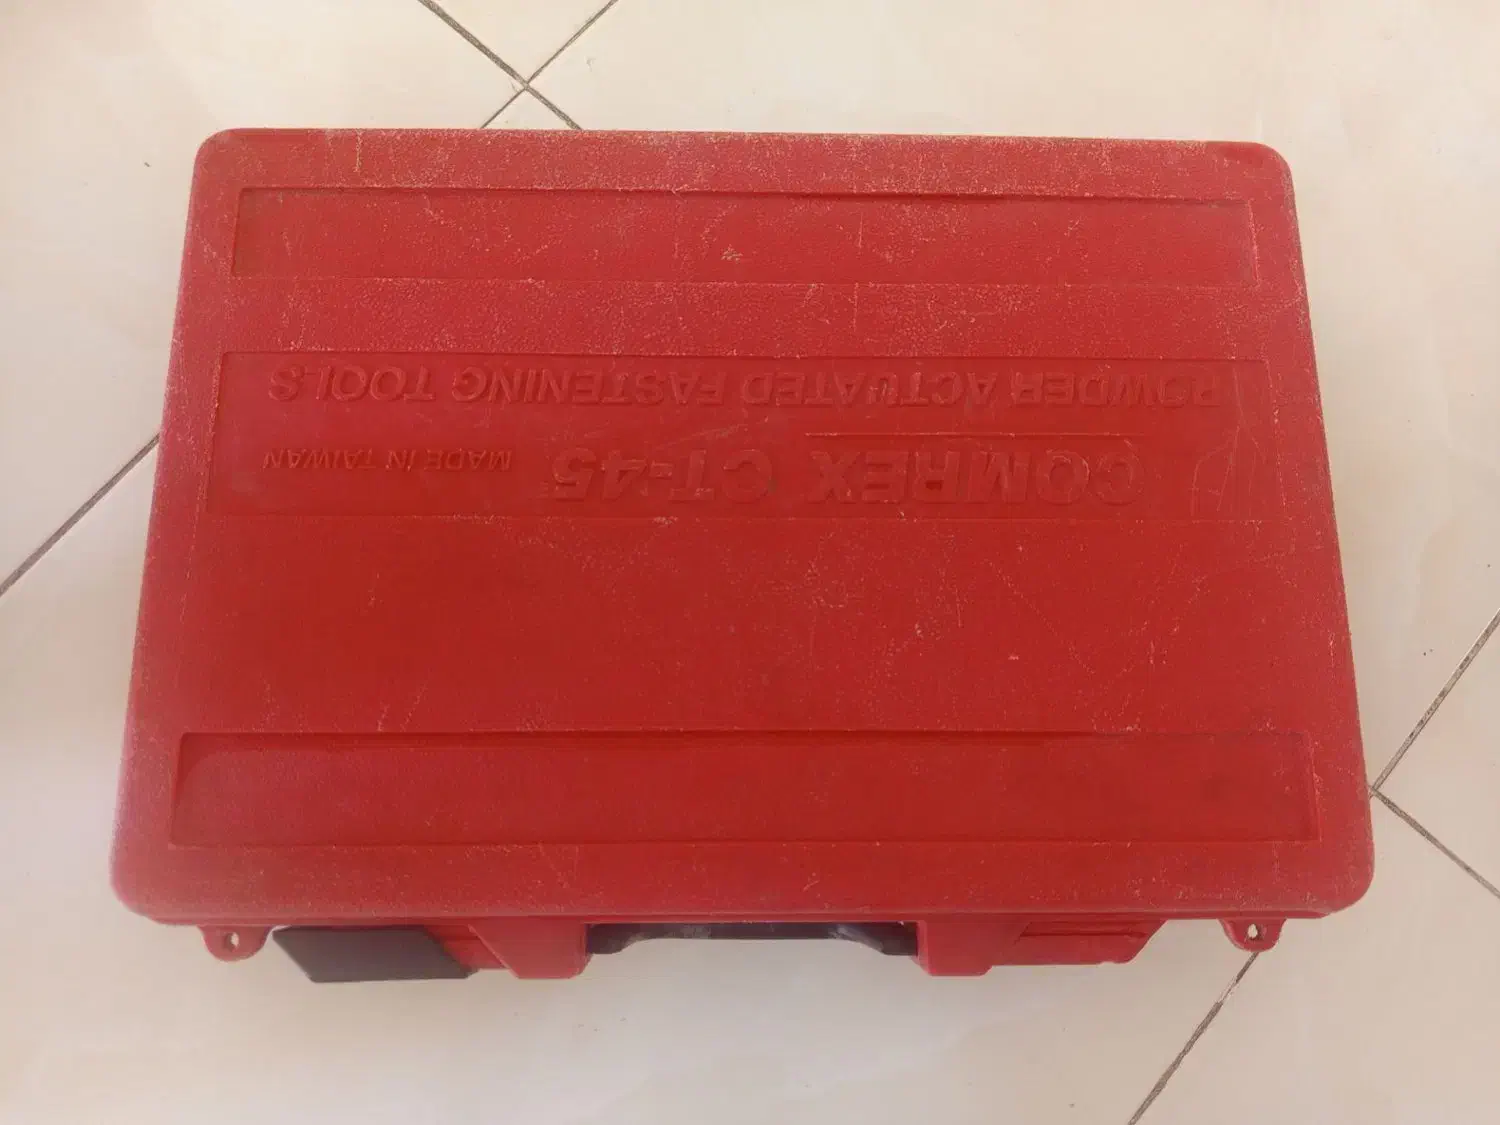 COMREX CT-45 MADE IN TAIWAN
POWDER ACTUATED FASTENING TOOLS